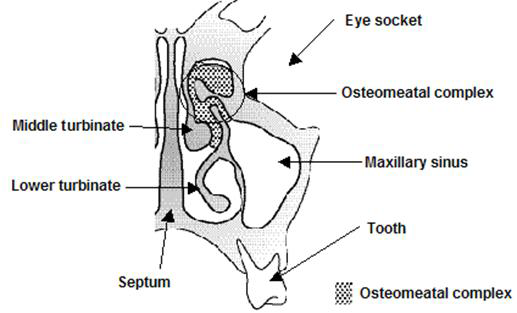 Eye socket
Osteomeatal complex
Middle turbinate
Maxillary sinus
Lower turbinate
Tooth
Septum
Osteomeatal complex